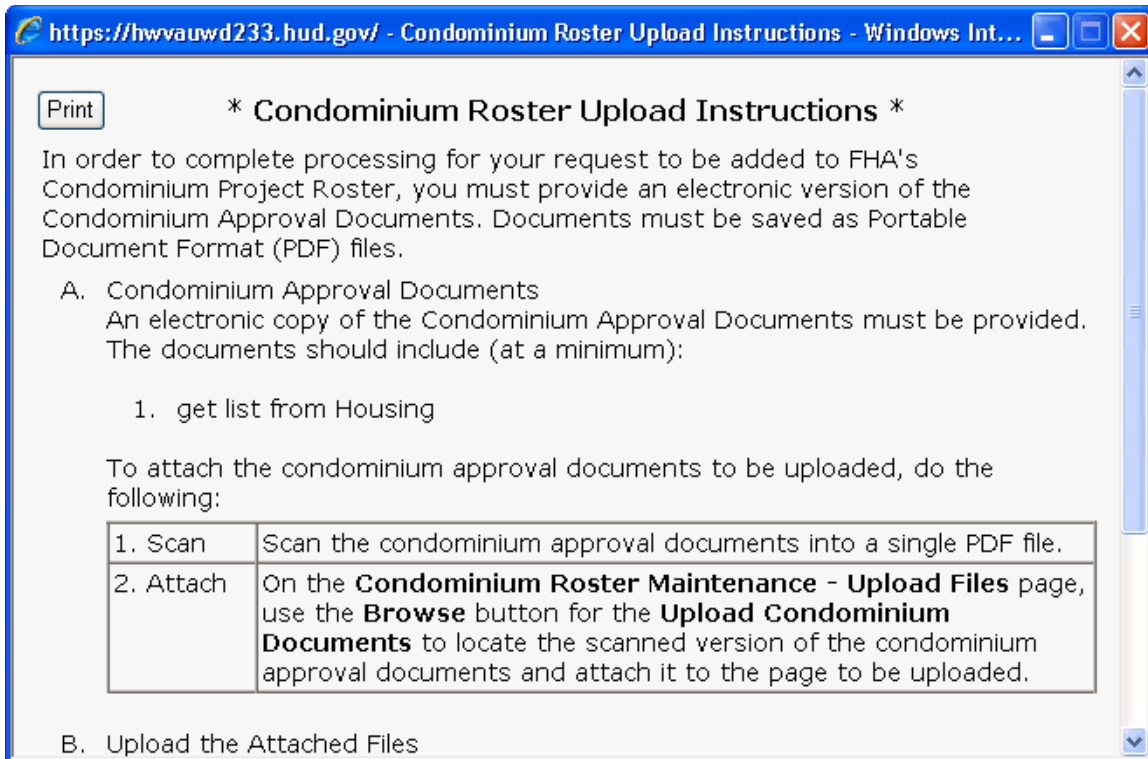 https://hwvauwd233.hud.gov/ - Condominium Roster Upload Instructions - Windows Int...
Print
* Condominium Roster Upload Instructions *
In order to complete processing for your request to be added to FHA's
Condominium Project Roster, you must provide an electronic version of the
Condominium Approval Documents. Documents must be saved as Portable
Document Format (PDF) files.
A. Condominium Approval Documents
An electronic copy of the Condominium Approval Documents must be provided.
The documents should include (at a minimum):
1. get list from Housing
To attach the condominium approval documents to be uploaded, do the
following:
1. Scan Scan the condominium approval documents into a single PDF file.
2. Attach On the Condominium Roster Maintenance - Upload Files page,
use the Browse button for the Upload Condominium
Documents to locate the scanned version of the condominium
approval documents and attach it to the page to be uploaded.
B. Upload the Attached Files